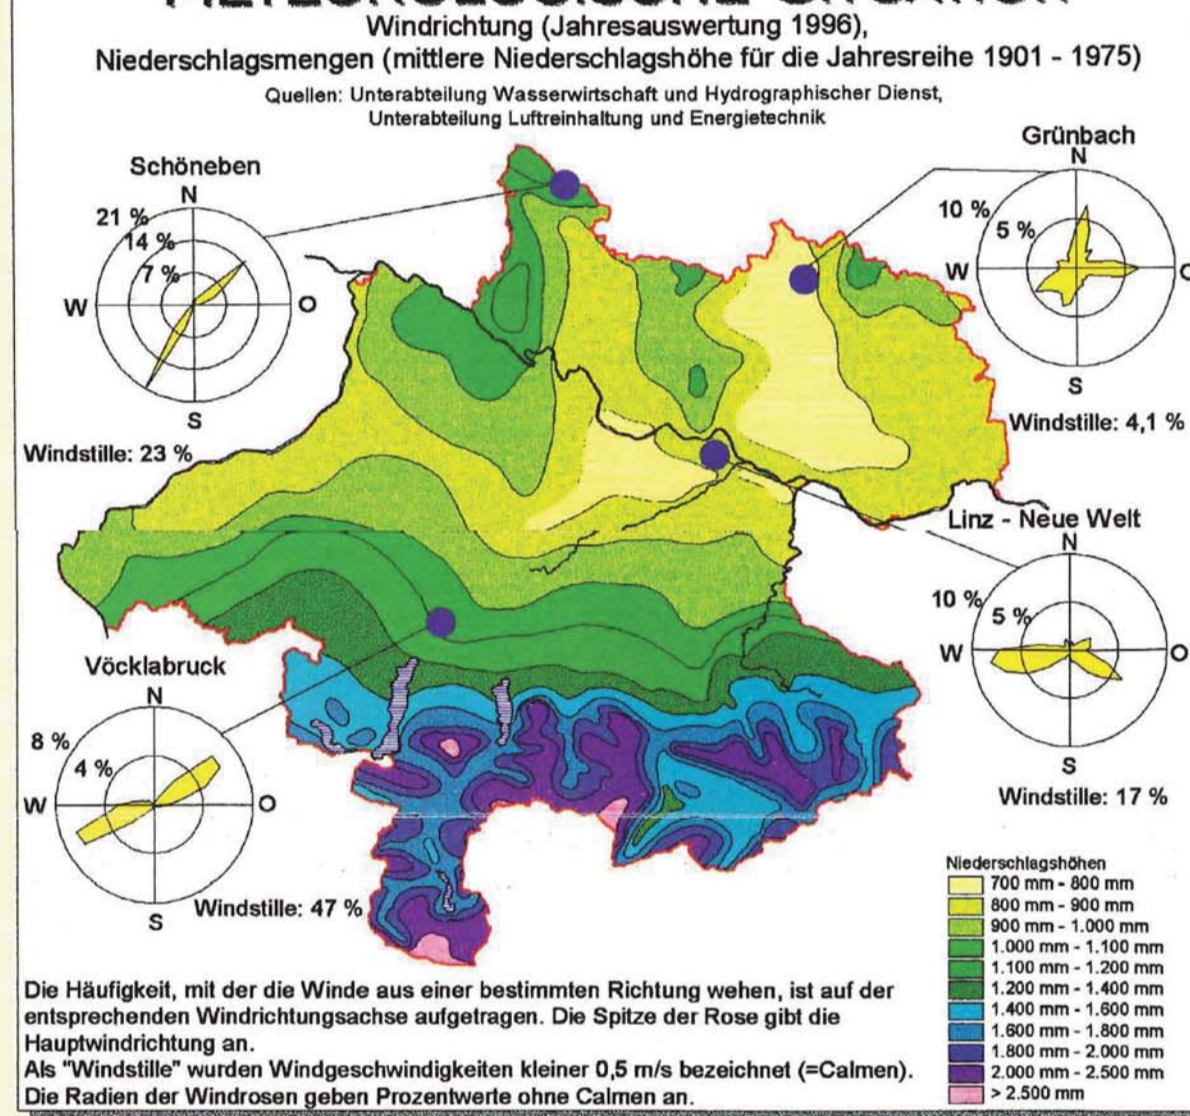 Windrichtung (Jahresauswertung 1996),
Niederschlagsmengen (mittlere Niederschlagshöhe für die Jahresreihe 1901 - 1975)
Quellen: Unterabteilung Wasserwirtschaft und Hydrographischer Dienst,
Unterabteilung Luftreinhaltung und Energietechnik
Schöneben
N
21 %
14 %
7 %
W
O
S
Windstille: 23 %
Grünbach
N
10 %
5 %
W
O
S
Windstille: 4,1 %
Linz - Neue Welt
N
10 %
5 %
W
O
S
Windstille: 17 %
Vöcklabruck
N
8 %
4 %
W
O
S
Windstille: 47 %
Niederschlagshöhen
700 mm - 800 mm
800 mm - 900 mm
900 mm - 1.000 mm
1.000 mm - 1.100 mm
1.100 mm - 1.200 mm
1.200 mm - 1.400 mm
1.400 mm - 1.600 mm
1.600 mm - 1.800 mm
1.800 mm - 2.000 mm
2.000 mm - 2.500 mm
> 2.500 mm
Die Häufigkeit, mit der die Winde aus einer bestimmten Richtung wehen, ist auf der
entsprechenden Windrichtungsachse aufgetragen. Die Spitze der Rose gibt die
Hauptwindrichtung an.
Als "Windstille" wurden Windgeschwindigkeiten kleiner 0,5 m/s bezeichnet (=Calmen).
Die Radien der Windrosen geben Prozentwerte ohne Calmen an.